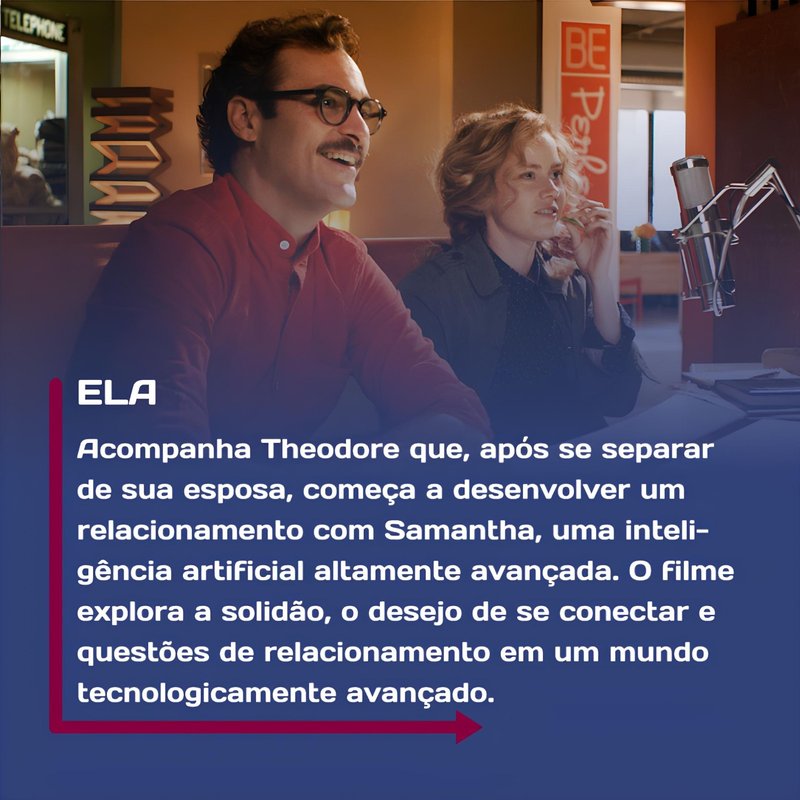 TELEPHONE
BE
Perfe
ELA
Acompanha Theodore que, após se separar
de sua esposa, começa a desenvolver um
relacionamento com Samantha, uma inteli-
gência artificial altamente avançada. O filme
explora a solidão, o desejo de se conectar e
questões de relacionamento em um mundo
tecnologicamente avançado.